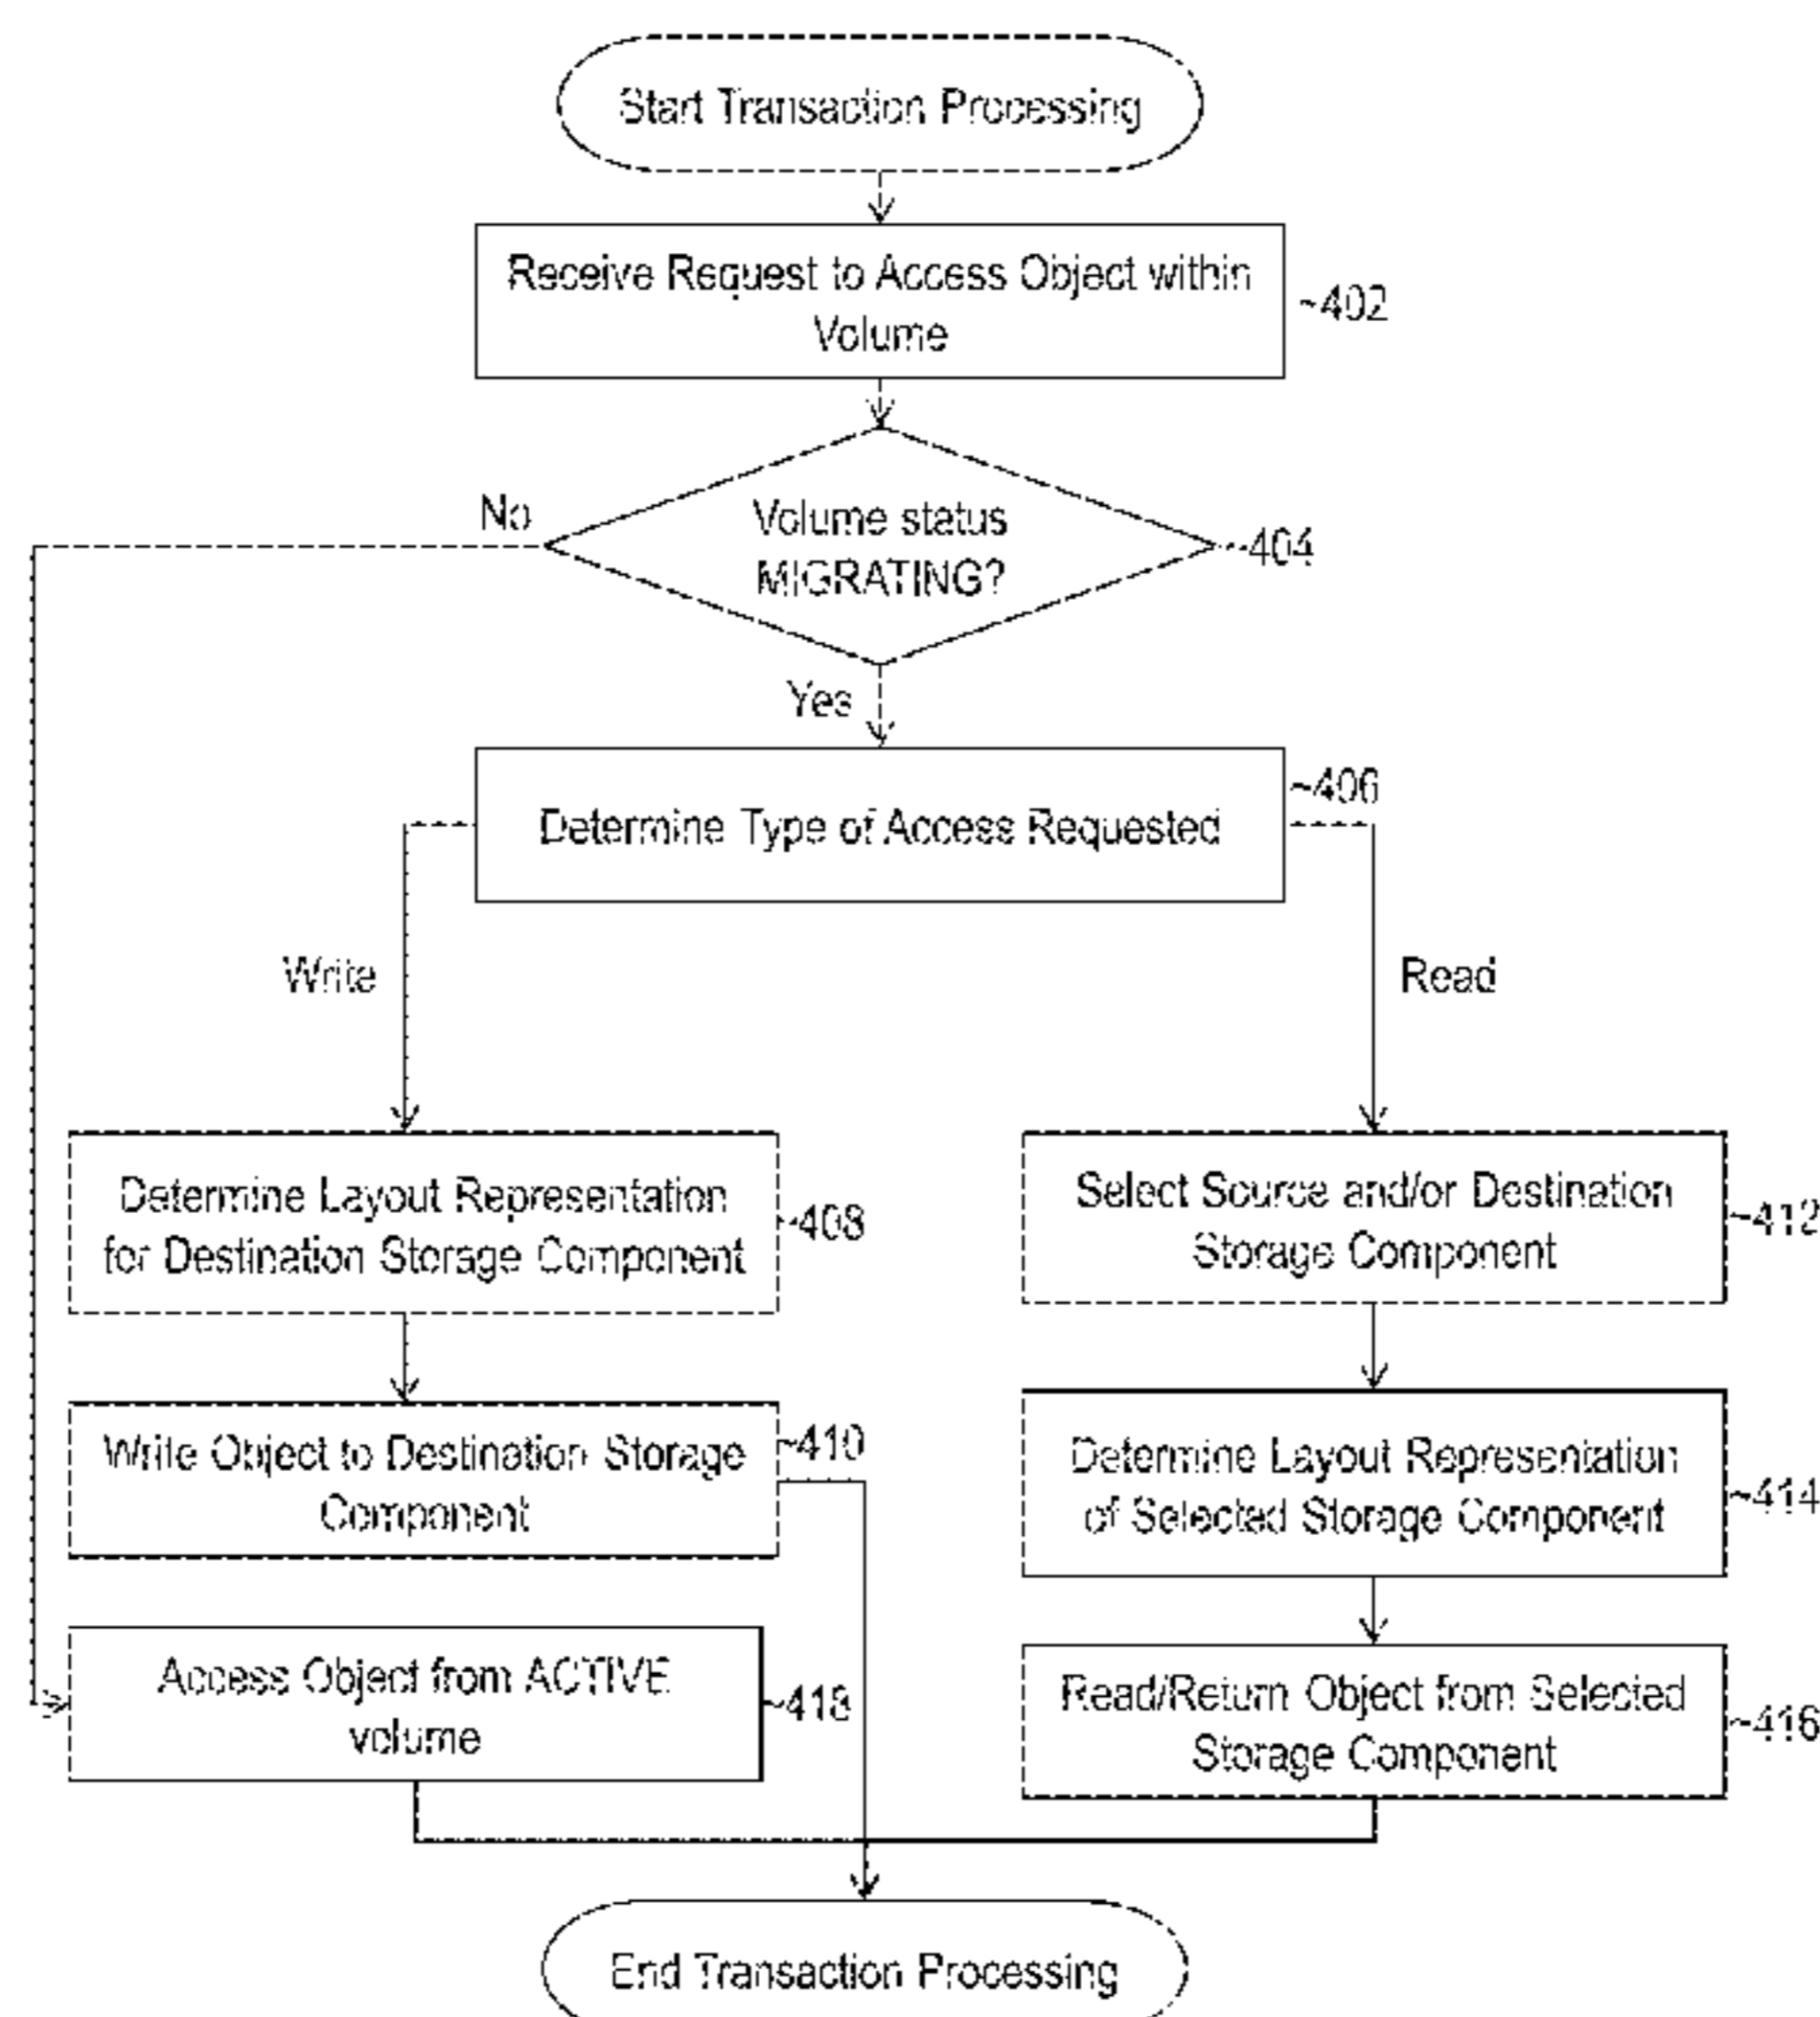 Start Transaction Processing
Receive Request to Access Object within
Volume
~402
No
Volume status
MIGRATING?
~404
Yes
~406
Determine Type of Access Requested
Write
Read
Determine Layout Representation
for Destination Storage Component
~408
Select Source and/or Destination
Storage Component
~412
Write Object to Destination Storage
Component
~410
Determine Layout Representation
of Selected Storage Component
~414
Access Object from ACTIVE
volume
~418
Read/Return Object from Selected
Storage Component
~416
End Transaction Processing